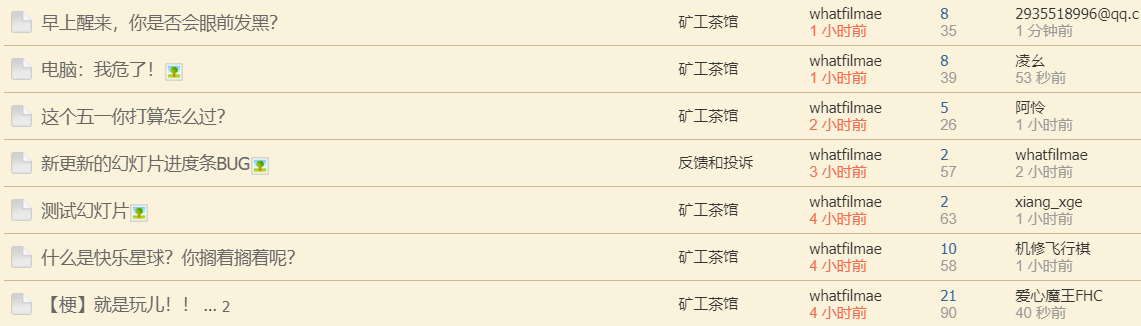 早上醒来，你是否会眼前发黑？ 矿工茶馆 whatfilmae 8 2935518996@qq.c
1 小时前 35 1 分钟前
电脑：我危了！ 矿工茶馆 whatfilmae 8 凌幺
1 小时前 39 53 秒前
这个五一你打算怎么过？ 矿工茶馆 whatfilmae 5 阿怜
2 小时前 26 1 小时前
新更新的幻灯片进度条BUG 反馈和投诉 whatfilmae 2 whatfilmae
3 小时前 57 2 小时前
测试幻灯片 矿工茶馆 whatfilmae 2 xiang_xge
4 小时前 63 1 小时前
什么是快乐星球？你搁着搁着呢？ 矿工茶馆 whatfilmae 10 机修飞行棋
4 小时前 58 1 小时前
【梗】就是玩儿！！ ... 2 矿工茶馆 whatfilmae 21 爱心魔王FHC
4 小时前 90 40 秒前